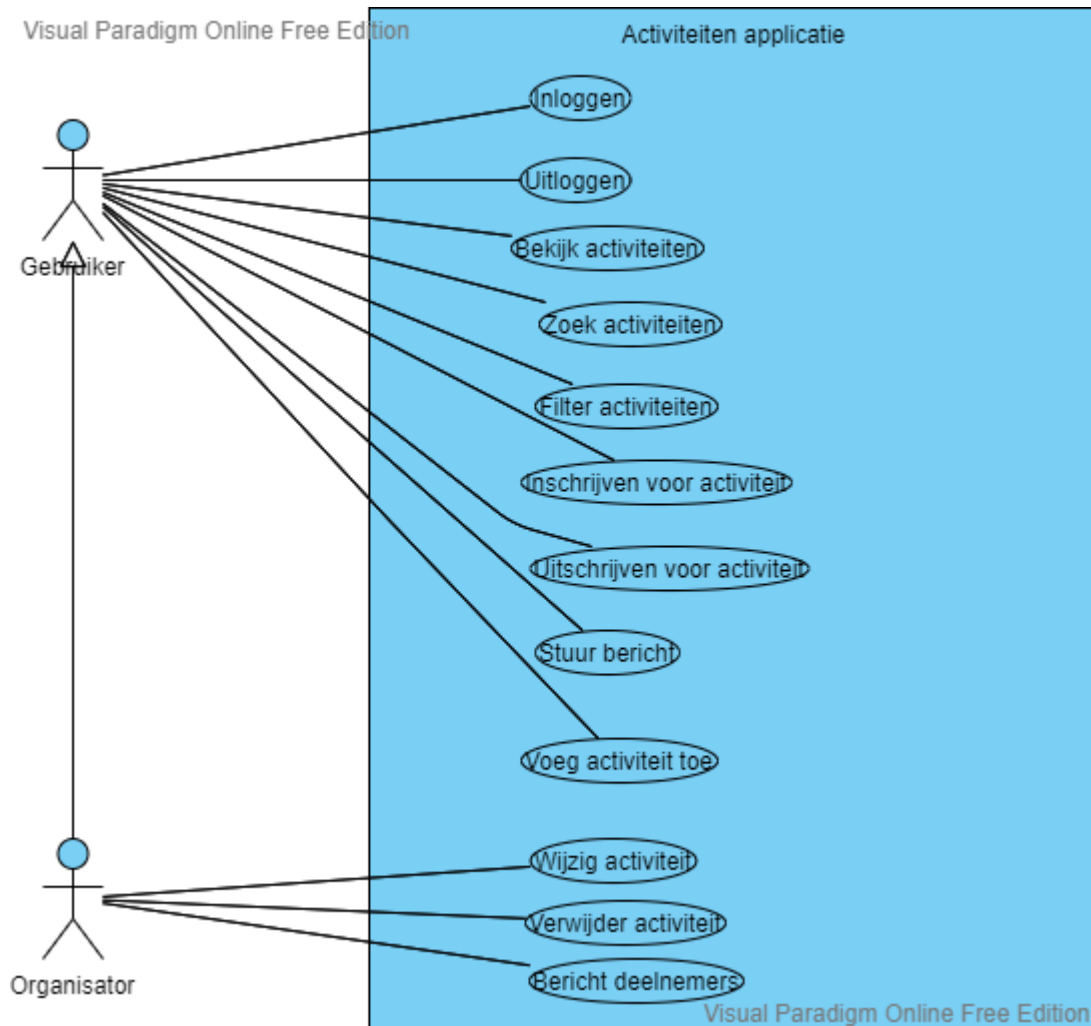 Visual Paradigm Online Free Edition
Activiteiten applicatie
Inloggen
Uitloggen
Bekijk activiteiten
Gebruiker
Zoek activiteiten
Filter activiteiten
Inschrijven voor activiteit
Uitschrijven voor activiteit
Stuur bericht
Voeg activiteit toe
Wijzig activiteit
Verwijder activiteit
Bericht deelnemers
Organisator
Visual Paradigm Online Free Edition